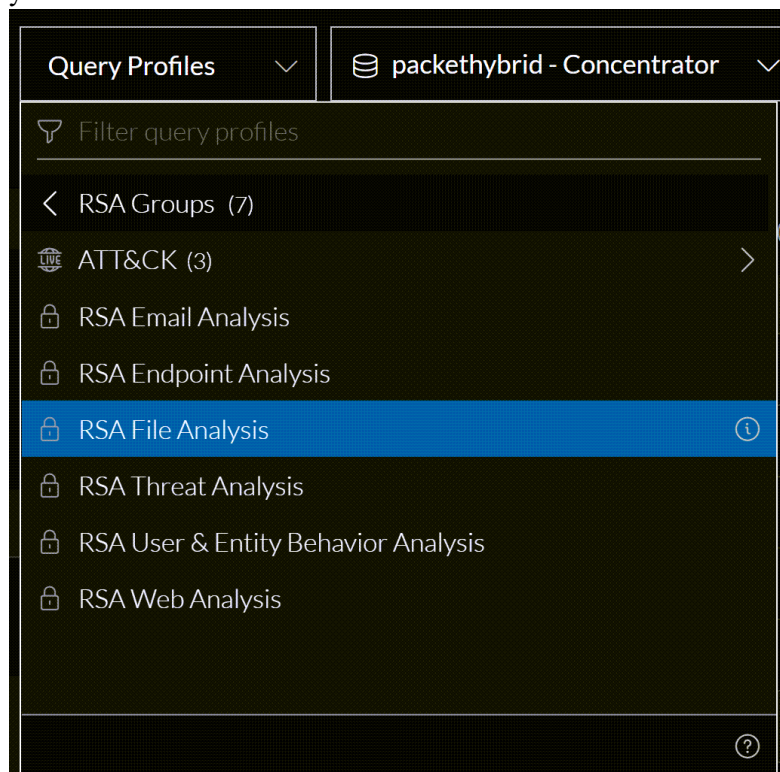 Query Profiles
packethybrid - Concentrator
Filter query profiles
RSA Groups (7)
LIVE
ATT&CK (3)
RSA Email Analysis
RSA Endpoint Analysis
RSA File Analysis
RSA Threat Analysis
RSA User & Entity Behavior Analysis
RSA Web Analysis